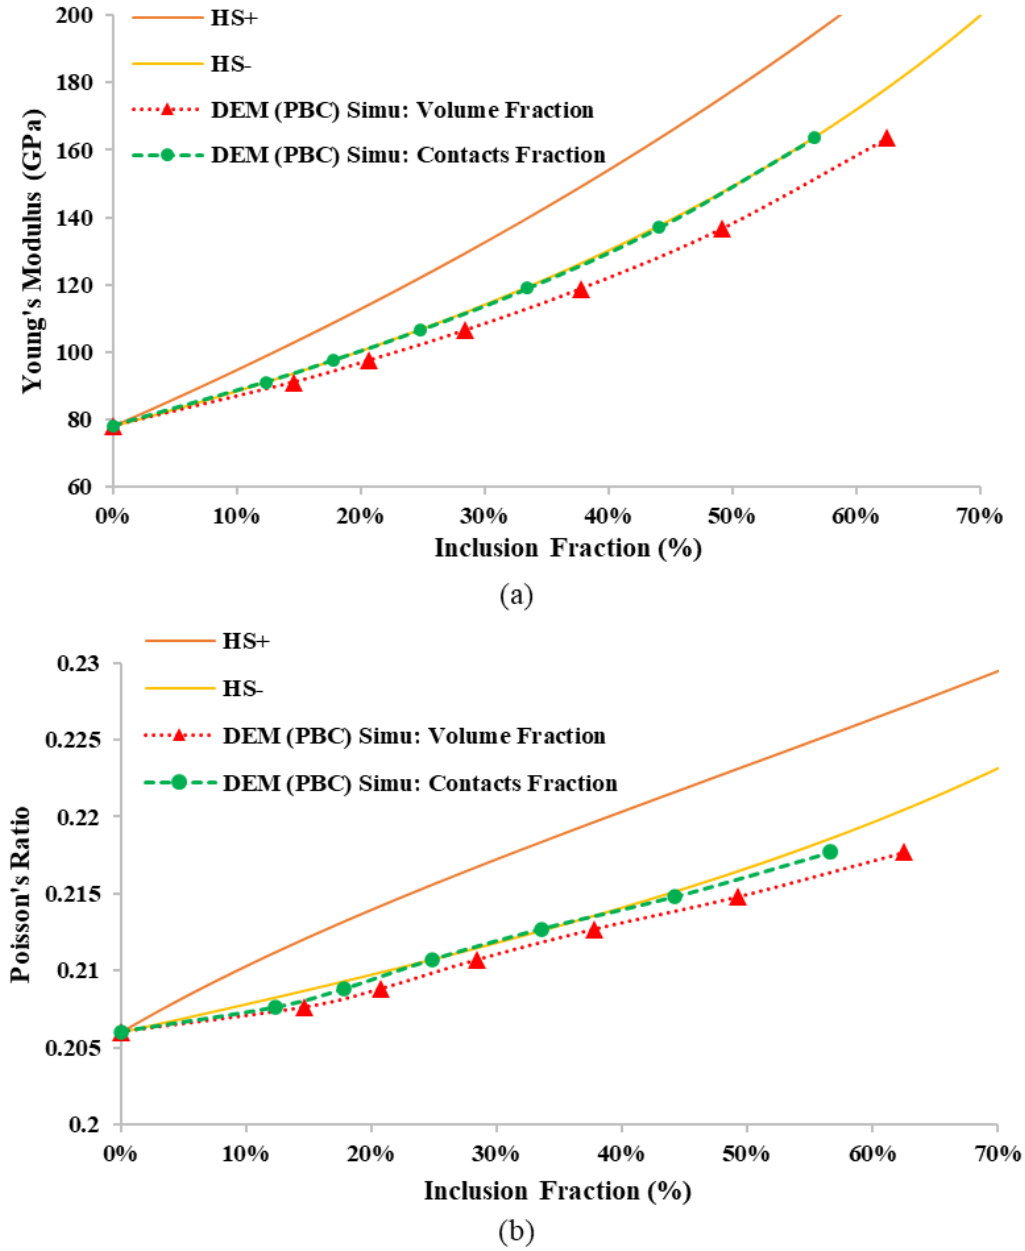 200
180
160
140
120
100
80
60
Young's Modulus (GPa)
HS+
HS-
DEM (PBC) Simu: Volume Fraction
DEM (PBC) Simu: Contacts Fraction
0% 10% 20% 30% 40% 50% 60% 70%
Inclusion Fraction (%)
(a)
0.23
0.225
0.22
0.215
0.21
0.205
0.2
Poisson's Ratio
HS+
HS-
DEM (PBC) Simu: Volume Fraction
DEM (PBC) Simu: Contacts Fraction
0% 10% 20% 30% 40% 50% 60% 70%
Inclusion Fraction (%)
(b)